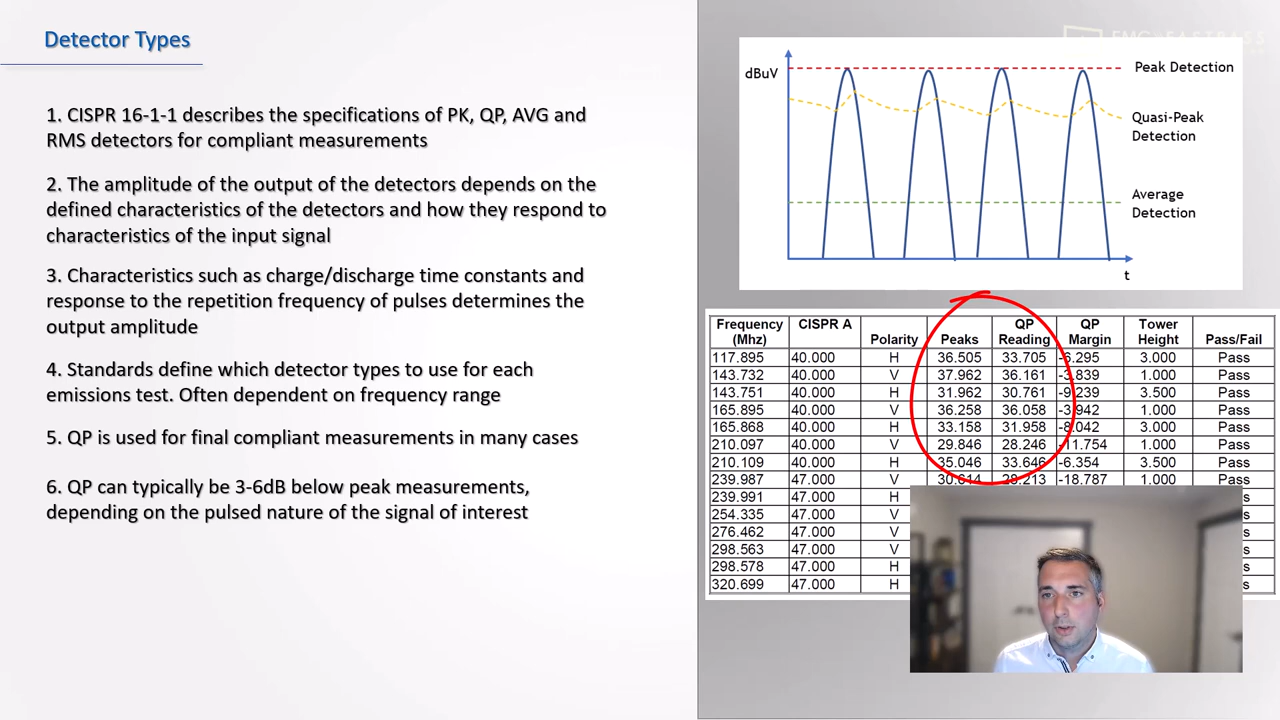 Detector Types
1. CISPR 16-1-1 describes the specifications of PK, QP, AVG and
RMS detectors for compliant measurements
2. The amplitude of the output of the detectors depends on the
defined characteristics of the detectors and how they respond to
characteristics of the input signal
3. Characteristics such as charge/discharge time constants and
response to the repetition frequency of pulses determines the
output amplitude
4. Standards define which detector types to use for each
emissions test. Often dependent on frequency range
5. QP is used for final compliant measurements in many cases
6. QP can typically be 3-6dB below peak measurements,
depending on the pulsed nature of the signal of interest
dBuV
Peak Detection
Quasi-Peak
Detection
Average
Detection
t
Frequency (Mhz) CISPR A Polarity Peaks QP Reading QP Margin Tower Height Pass/Fail
117.895 40.000 H 36.505 33.705 -6.295 3.000 Pass
143.732 40.000 V 37.962 36.161 -3.839 1.000 Pass
143.751 40.000 H 31.962 30.761 -9.239 3.500 Pass
165.895 40.000 V 36.258 36.058 -3.942 1.000 Pass
165.868 40.000 H 33.158 31.958 -8.042 3.000 Pass
210.097 40.000 V 29.846 28.246 -11.754 1.000 Pass
210.109 40.000 H 35.046 33.646 -6.354 3.500 Pass
239.987 47.000 V 30.614 28.213 -18.787 1.000 Pass
239.991 47.000 H
254.335 47.000 V
276.462 47.000 V
298.563 47.000 V
298.578 47.000 H
320.699 47.000 H